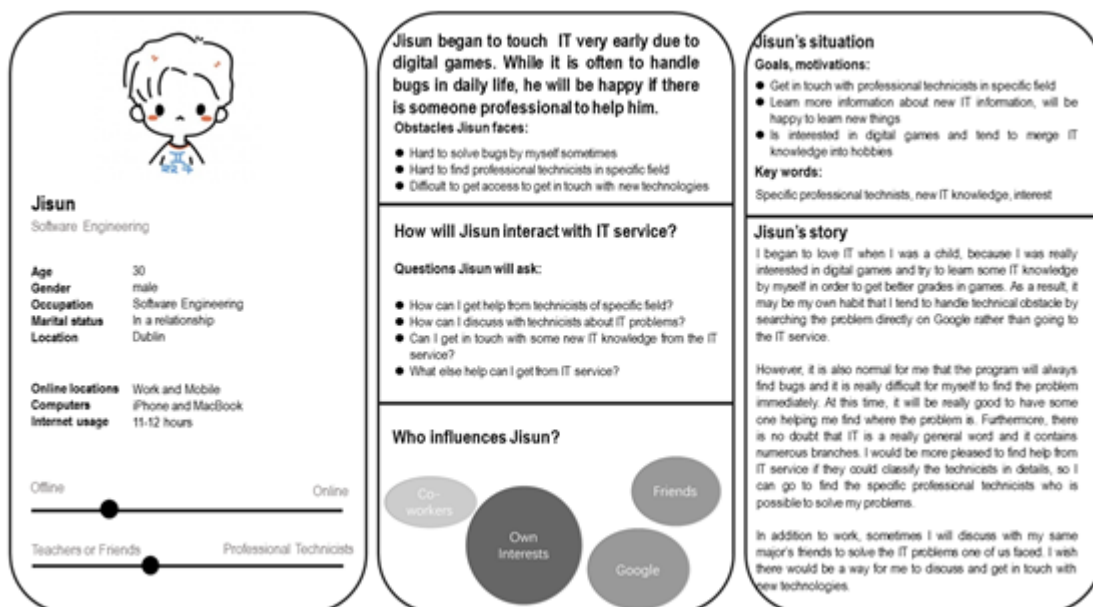 Jisun
Software Engineering
Age 30
Gender male
Occupation Software Engineering
Marital status In a relationship
Location Dublin
Online locations Work and Mobile
Computers iPhone and MacBook
Internet usage 11-12 hours
Offline Online
Teachers or Friends Professional Technicists
Jisun began to touch IT very early due to
digital games. While it is often to handle
bugs in daily life, he will be happy if there
is someone professional to help him.
Obstacles Jisun faces:
● Hard to solve bugs by myself sometimes
● Hard to find professional technicists in specific field
● Difficult to get access to get in touch with new technologies
How will Jisun interact with IT service?
Questions Jisun will ask:
● How can I get help from technicists of specific field?
● How can I discuss with technicists about IT problems?
● Can I get in touch with some new IT knowledge from the IT
service?
● What else help can I get from IT service?
Who influences Jisun?
Co-
workers
Own
Interests
Friends
Google
Jisun's situation
Goals, motivations:
● Get in touch with professional technicists in specific field
● Learn more information about new IT information, will be
happy to learn new things
● Is interested in digital games and tend to merge IT
knowledge into hobbies
Key words:
Specific professional technists, new IT knowledge, interest
Jisun's story
I began to love IT when I was a child, because I was really
interested in digital games and try to learn some IT knowledge
by myself in order to get better grades in games. As a result, it
may be my own habit that I tend to handle technical obstacle by
searching the problem directly on Google rather than going to
the IT service.
However, it is also normal for me that the program will always
find bugs and it is really difficult for myself to find the problem
immediately. At this time, it will be really good to have some
one helping me find where the problem is. Furthermore, there
is no doubt that IT is a really general word and it contains
numerous branches. I would be more pleased to find help from
IT service if they could classify the technicists in details, so I
can go to find the specific professional technicists who is
possible to solve my problems.
In addition to work, sometimes I will discuss with my same
major's friends to solve the IT problems one of us faced. I wish
there would be a way for me to discuss and get in touch with
new technologies.